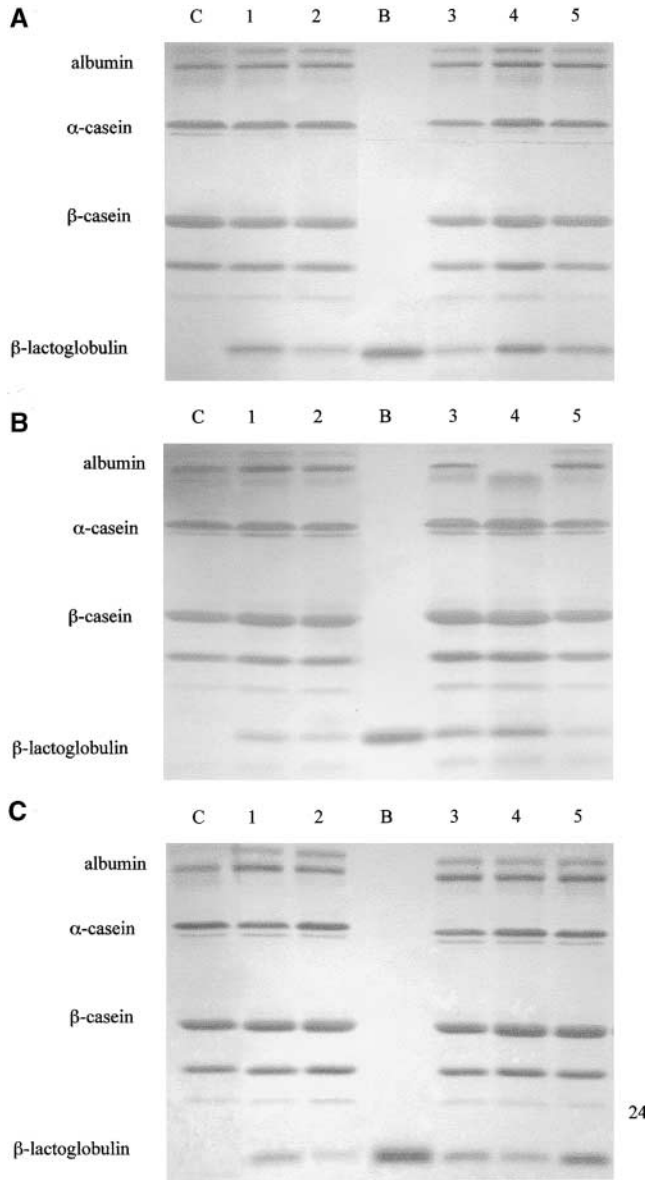 A
C 1 2 B 3 4 5
albumin
α-casein
β-casein
β-lactoglobulin
B
C 1 2 B 3 4 5
albumin
α-casein
β-casein
β-lactoglobulin
C
C 1 2 B 3 4 5
albumin
α-casein
β-casein
24
β-lactoglobulin